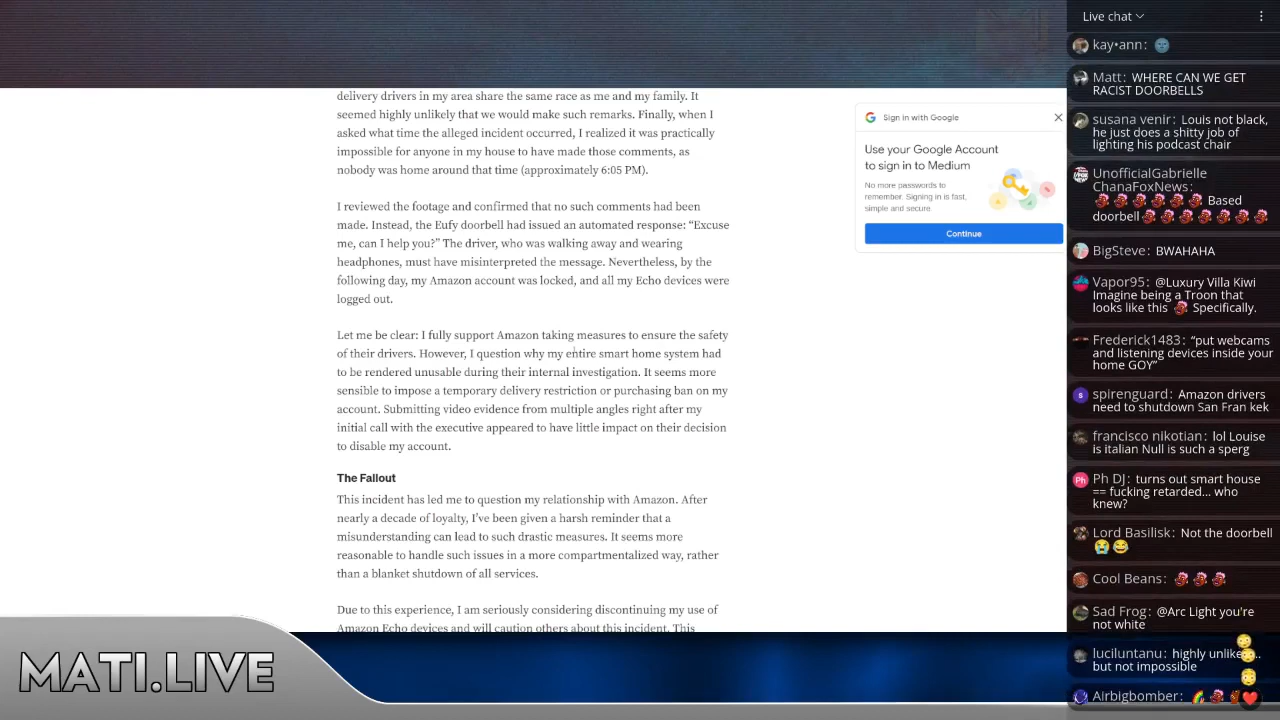 delivery drivers in my area share the same race as me and my family. It
seemed highly unlikely that we would make such remarks. Finally, when I
asked what time the alleged incident occurred, I realized it was practically
impossible for anyone in my house to have made those comments, as
nobody was home around that time (approximately 6:05 PM).
I reviewed the footage and confirmed that no such comments had been
made. Instead, the Eufy doorbell had issued an automated response: “Excuse
me, can I help you?” The driver, who was walking away and wearing
headphones, must have misinterpreted the message. Nevertheless, by the
following day, my Amazon account was locked, and all my Echo devices were
logged out.
Let me be clear: I fully support Amazon taking measures to ensure the safety
of their drivers. However, I question why my entire smart home system had
to be rendered unusable during their internal investigation. It seems more
sensible to impose a temporary delivery restriction or purchasing ban on my
account. Submitting video evidence from multiple angles right after my
initial call with the executive appeared to have little impact on their decision
to disable my account.
The Fallout
This incident has led me to question my relationship with Amazon. After
nearly a decade of loyalty, I’ve been given a harsh reminder that a
misunderstanding can lead to such drastic measures. It seems more
reasonable to handle such issues in a more compartmentalized way, rather
than a blanket shutdown of all services.
Due to this experience, I am seriously considering discontinuing my use of
Amazon Echo devices and will caution others about this incident. This
Sign in with Google
Use your Google Account
to sign in to Medium
No more passwords to
remember. Signing in is fast,
simple and secure.
Continue
MATI.LIVE
Live chat
kay•ann:
Matt: WHERE CAN WE GET
RACIST DOORBELLS
susana venir: Louis not black,
he just does a shitty job of
lighting his podcast chair
UnofficialGabrielle
ChanaFoxNews:
Based
doorbell
BigSteve: BWAHAHA
Vapor95: @Luxury Villa Kiwi
Imagine being a Troon that
looks like this Specifically.
Frederick1483: “put webcams
and listening devices inside your
home GOY”
spirenguard: Amazon drivers
need to shutdown San Fran kek
francisco nikotian: lol Louise
is italian Null is such a sperg
Ph DJ: turns out smart house
== fucking retarded... who
knew?
Lord Basilisk: Not the doorbell
Cool Beans:
Sad Frog: @Arc Light you're
not white
luciluntanu: highly unlike...
but not impossible
AIrbigbomber: